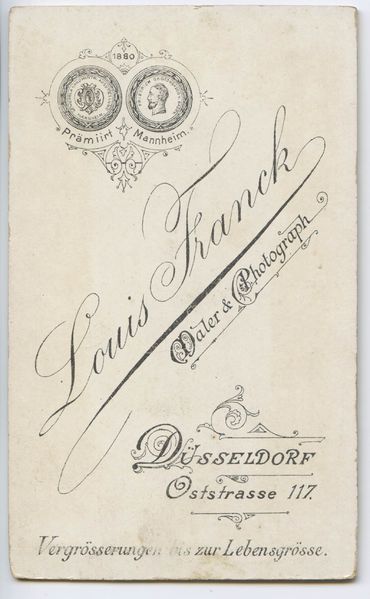 1880
Prämiirt Mannheim.
Louis Franck
Maler & Photograph
DÜSSELDORF
Oststrasse 117.
Vergrösserungen bis zur Lebensgrösse.